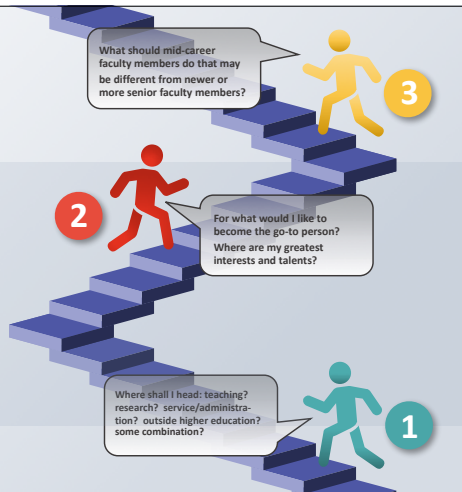 What should mid-career
faculty members do that may
be different from newer or
more senior faculty members?
3
2
For what would I like to
become the go-to person?
Where are my greatest
interests and talents?
Where shall I head: teaching?
research? service/administra-
tion? outside higher education?
some combination?
1